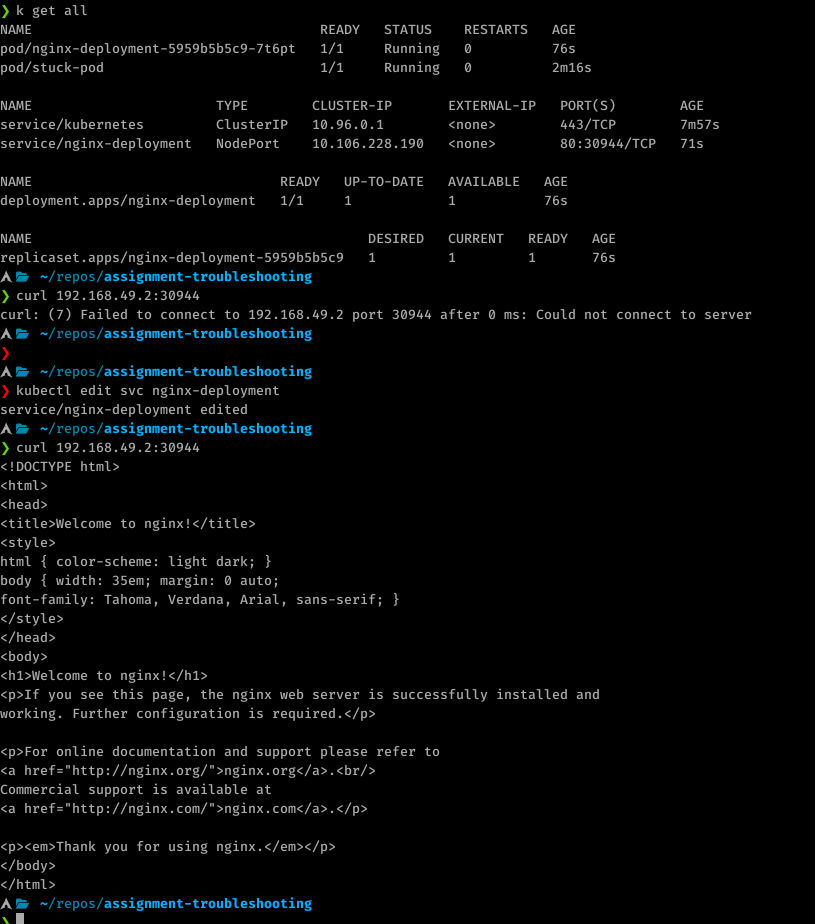 ❯ k get all
NAME                                    READY   STATUS    RESTARTS   AGE
pod/nginx-deployment-5959b5b5c9-7t6pt   1/1     Running   0          76s
pod/stuck-pod                           1/1     Running   0          2m16s

NAME                       TYPE        CLUSTER-IP       EXTERNAL-IP   PORT(S)        AGE
service/kubernetes         ClusterIP   10.96.0.1        <none>        443/TCP        7m57s
service/nginx-deployment   NodePort    10.106.228.190   <none>        80:30944/TCP   71s

NAME                               READY   UP-TO-DATE   AVAILABLE   AGE
deployment.apps/nginx-deployment   1/1     1            1           76s

NAME                                          DESIRED   CURRENT   READY   AGE
replicaset.apps/nginx-deployment-5959b5b5c9   1         1         1       76s
~/repos/assignment-troubleshooting
❯ curl 192.168.49.2:30944
curl: (7) Failed to connect to 192.168.49.2 port 30944 after 0 ms: Could not connect to server
~/repos/assignment-troubleshooting
❯
~/repos/assignment-troubleshooting
❯ kubectl edit svc nginx-deployment
service/nginx-deployment edited
~/repos/assignment-troubleshooting
❯ curl 192.168.49.2:30944
<!DOCTYPE html>
<html>
<head>
<title>Welcome to nginx!</title>
<style>
html { color-scheme: light dark; }
body { width: 35em; margin: 0 auto;
font-family: Tahoma, Verdana, Arial, sans-serif; }
</style>
</head>
<body>
<h1>Welcome to nginx!</h1>
<p>If you see this page, the nginx web server is successfully installed and
working. Further configuration is required.</p>

<p>For online documentation and support please refer to
<a href="http://nginx.org/">nginx.org</a>.<br/>
Commercial support is available at
<a href="http://nginx.com/">nginx.com</a>.</p>

<p><em>Thank you for using nginx.</em></p>
</body>
</html>
~/repos/assignment-troubleshooting
❯